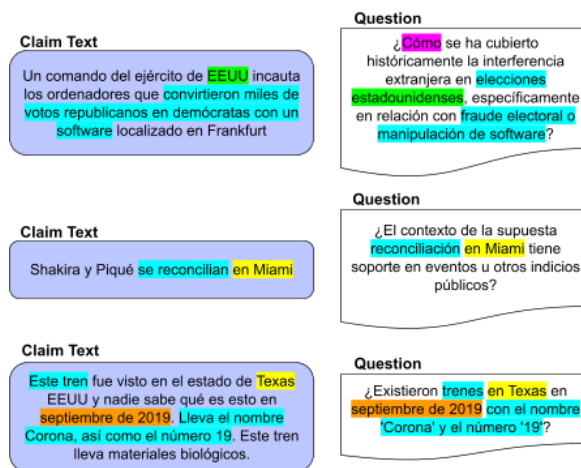 Claim Text
Un comando del ejército de EEUU incauta
los ordenadores que convirtieron miles de
votos republicanos en demócratas con un
software localizado en Frankfurt
Question
¿Cómo se ha cubierto
históricamente la interferencia
extranjera en elecciones
estadounidenses, específicamente
en relación con fraude electoral o
manipulación de software?
Claim Text
Shakira y Piqué se reconcilian en Miami
Question
¿El contexto de la supuesta
reconciliación en Miami tiene
soporte en eventos u otros indicios
públicos?
Claim Text
Este tren fue visto en el estado de Texas
EEUU y nadie sabe qué es esto en
septiembre de 2019. Lleva el nombre
Corona, así como el número 19. Este tren
lleva materiales biológicos.
Question
¿Existieron trenes en Texas en
septiembre de 2019 con el nombre
'Corona' y el número '19'?